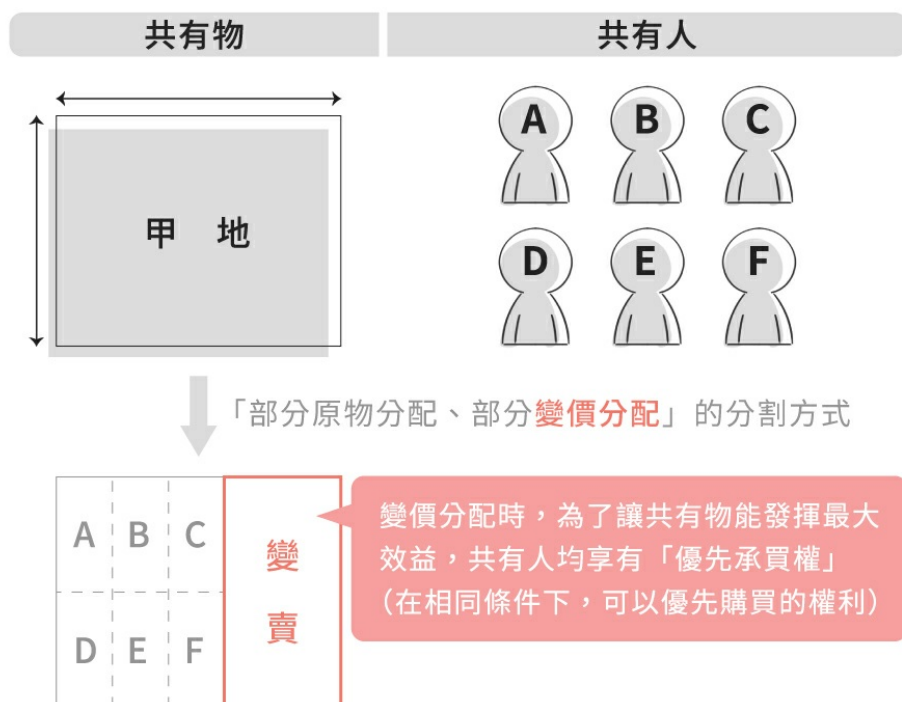 共有物
共有人
甲 地
A B C
D E F
「部分原物分配、部分變價分配」的分割方式
A B C
D E F
變
賣
變價分配時，為了讓共有物能發揮最大
效益，共有人均享有「優先承買權」
（在相同條件下，可以優先購買的權利）